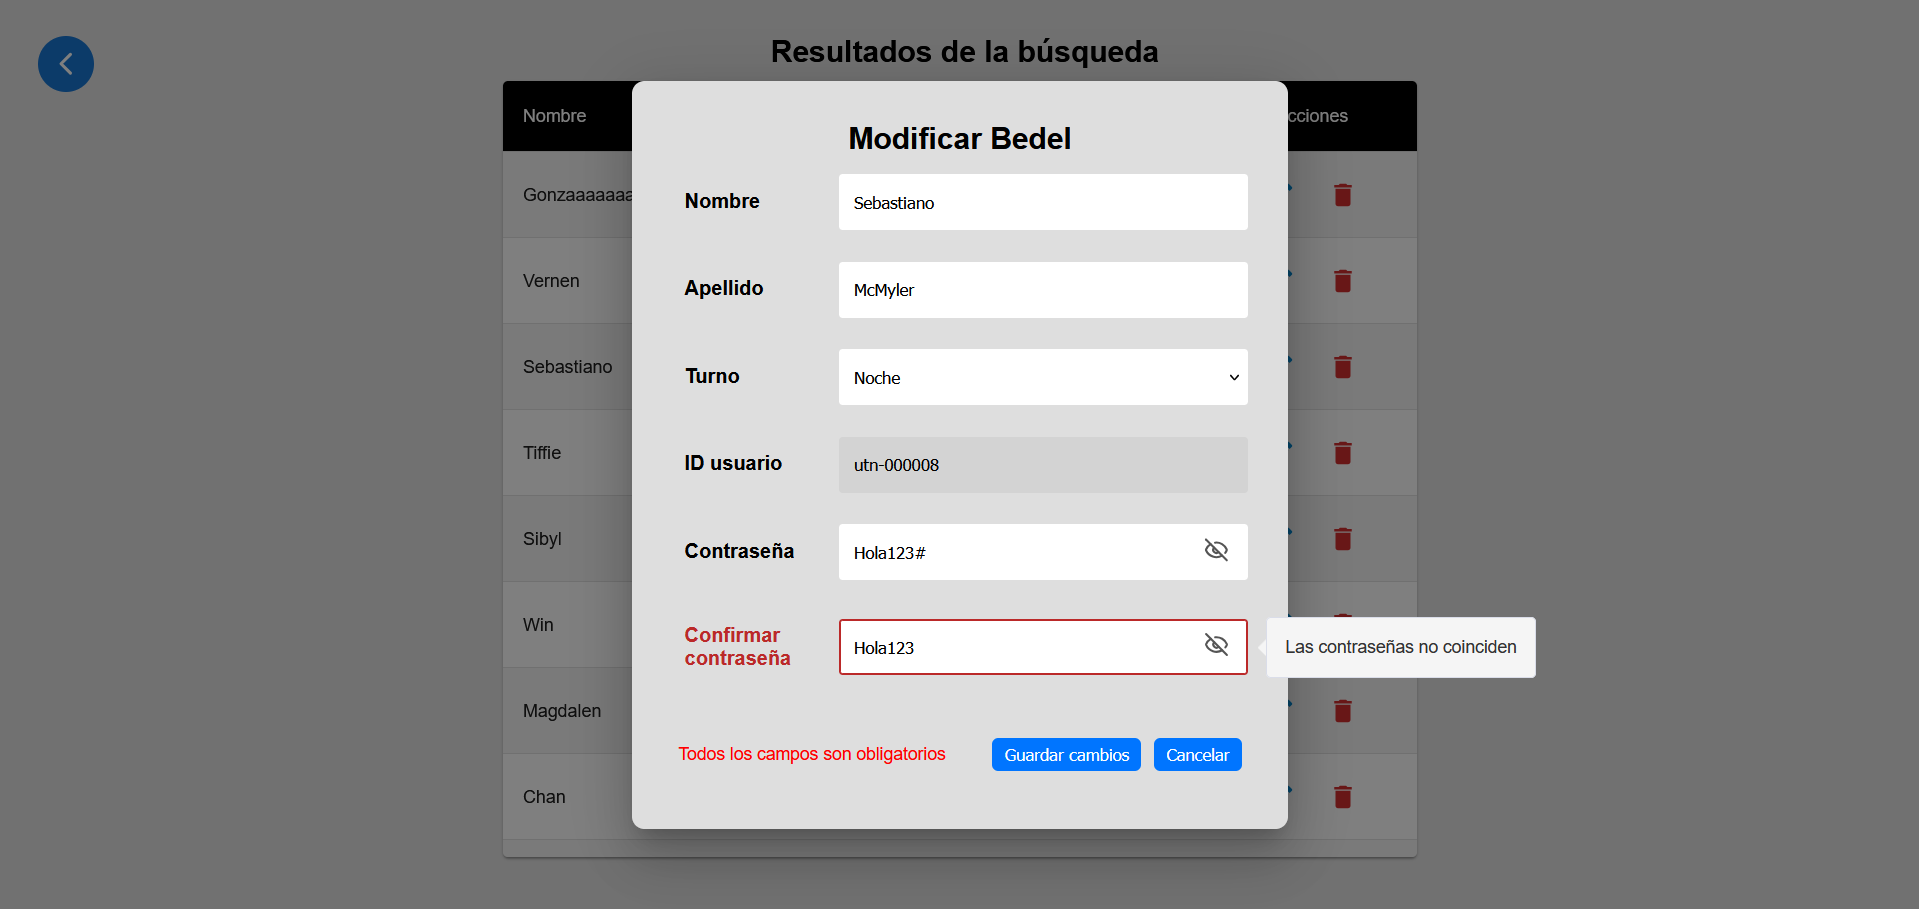 Resultados de la búsqueda
Nombre
cciones
Gonzaaaaaaa
Vernen
Sebastiano
Tiffie
Sibyl
Win
Magdalen
Chan
Modificar Bedel
Nombre
Sebastiano
Apellido
McMyler
Turno
Noche
ID usuario
utn-000008
Contraseña
Hola123#
Confirmar
contraseña
Hola123
Las contraseñas no coinciden
Todos los campos son obligatorios
Guardar cambios
Cancelar